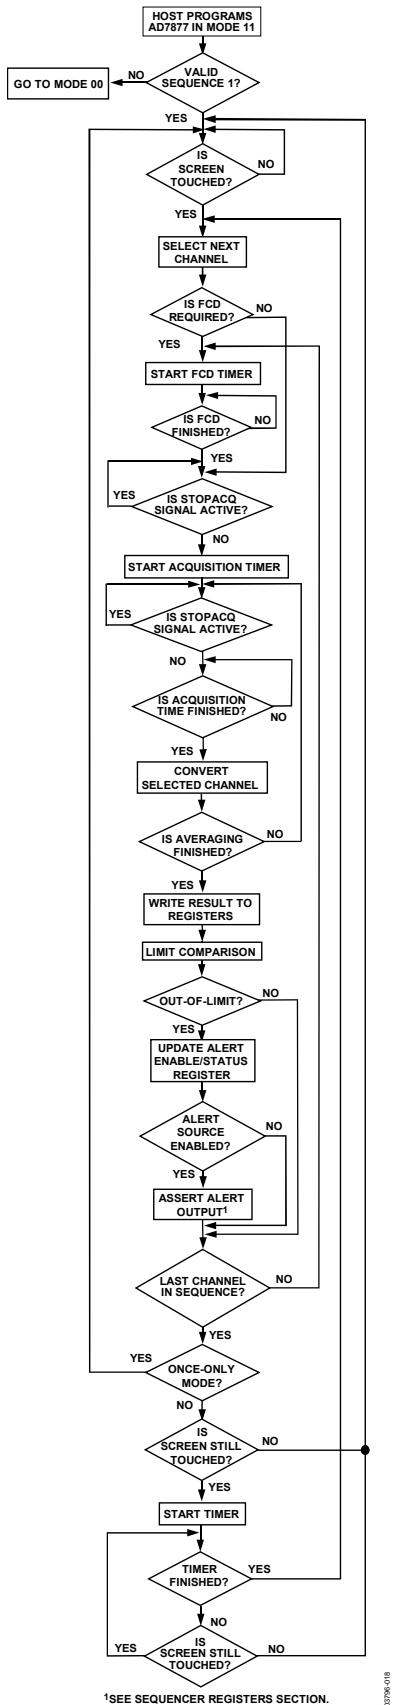 HOST PROGRAMS
AD7877 IN MODE 11
VALID
SEQUENCE 1?
NO
GO TO MODE 00
YES
IS
SCREEN
TOUCHED?
NO
YES
SELECT NEXT
CHANNEL
IS FCD
REQUIRED?
NO
YES
START FCD TIMER
IS FCD
FINISHED?
NO
YES
IS STOPACQ
SIGNAL ACTIVE?
YES
NO
START ACQUISITION TIMER
IS STOPACQ
SIGNAL ACTIVE?
YES
NO
IS ACQUISITION
TIME FINISHED?
NO
YES
CONVERT
SELECTED CHANNEL
IS AVERAGING
FINISHED?
NO
YES
WRITE RESULT TO
REGISTERS
LIMIT COMPARISON
OUT-OF-LIMIT?
NO
YES
UPDATE ALERT
ENABLE/STATUS
REGISTER
ALERT
SOURCE
ENABLED?
NO
YES
ASSERT ALERT
OUTPUT¹
LAST CHANNEL
IN SEQUENCE?
NO
YES
ONCE-ONLY
MODE?
YES
NO
IS
SCREEN STILL
TOUCHED?
NO
YES
START TIMER
TIMER
FINISHED?
YES
NO
IS
SCREEN STILL
TOUCHED?
YES
NO
¹SEE SEQUENCER REGISTERS SECTION.
03796-018